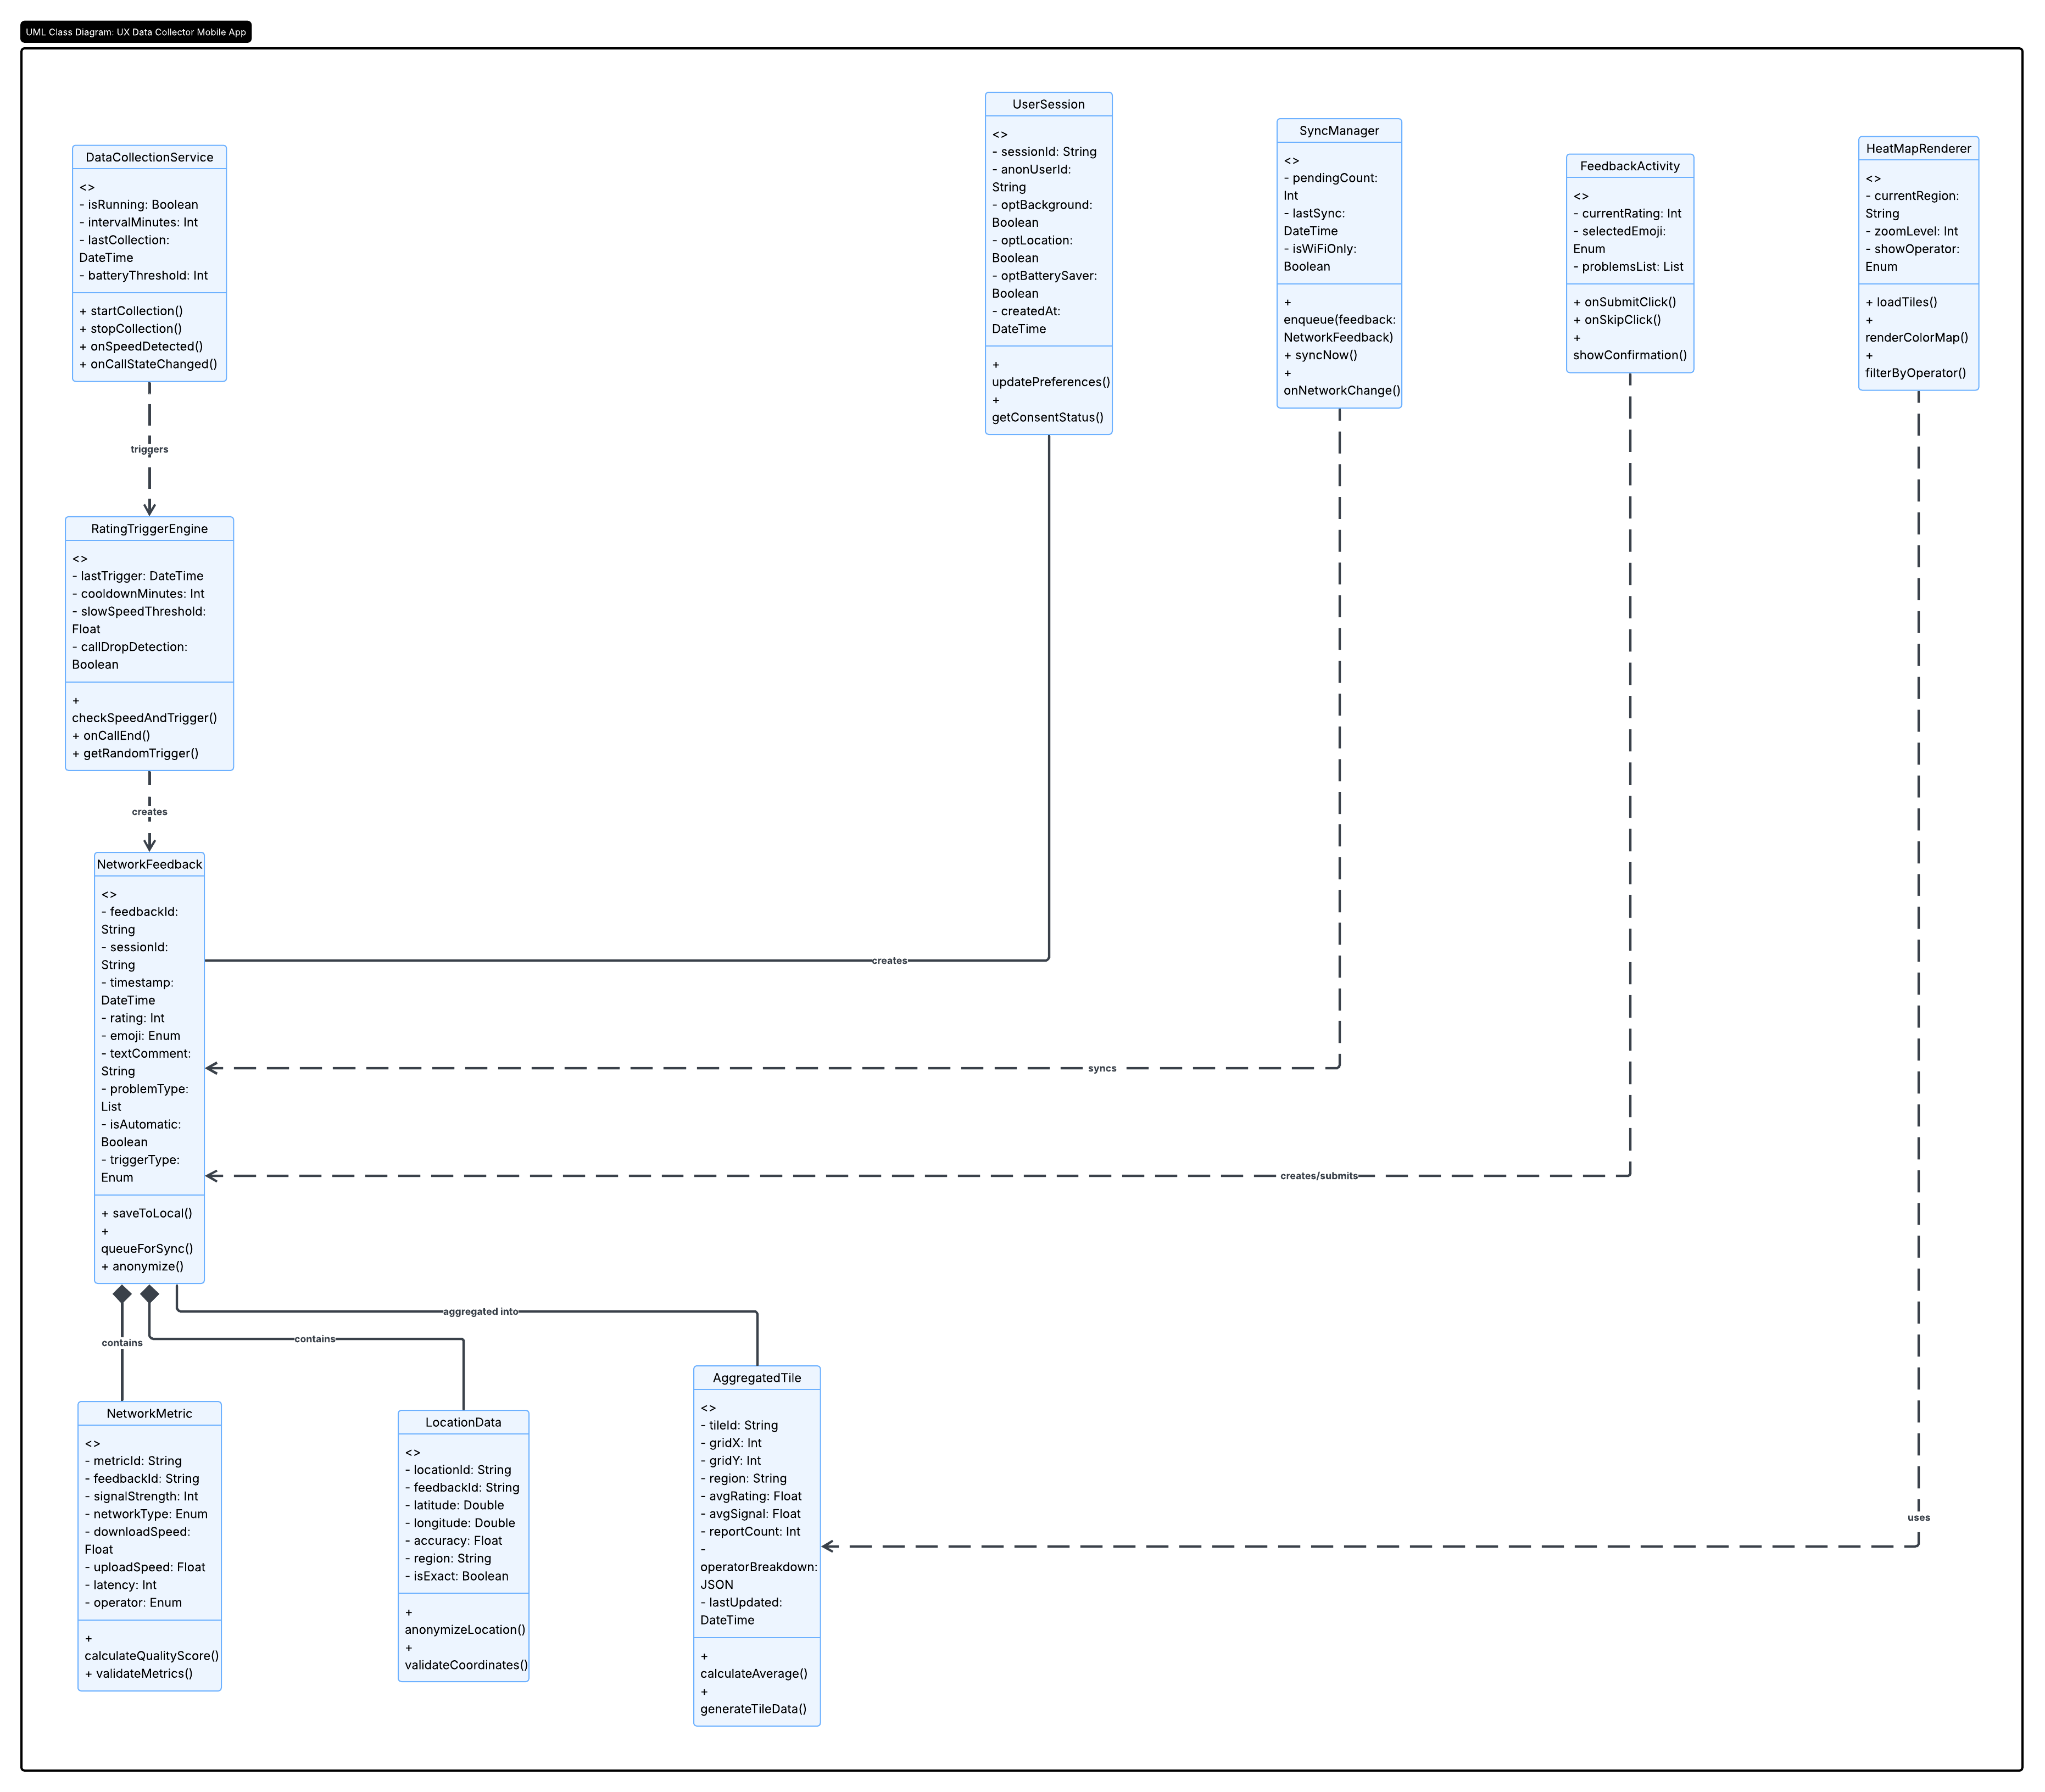 UML Class Diagram: UX Data Collector Mobile App
DataCollectionService
<>
- isRunning: Boolean
- intervalMinutes: Int
- lastCollection:
DateTime
- batteryThreshold: Int
+ startCollection()
+ stopCollection()
+ onSpeedDetected()
+ onCallStateChanged()
UserSession
<>
- sessionId: String
- anonUserId:
String
- optBackground:
Boolean
- optLocation:
Boolean
- optBatterySaver:
Boolean
- createdAt:
DateTime
+
updatePreferences()
+
getConsentStatus()
SyncManager
<>
- pendingCount:
Int
- lastSync:
DateTime
- isWiFiOnly:
Boolean
+
enqueue(feedback:
NetworkFeedback)
+ syncNow()
+
onNetworkChange()
FeedbackActivity
<>
- currentRating: Int
- selectedEmoji:
Enum
- problemsList: List
+ onSubmitClick()
+ onSkipClick()
+
showConfirmation()
HeatMapRenderer
<>
- currentRegion:
String
- zoomLevel: Int
- showOperator:
Enum
+ loadTiles()
+
renderColorMap()
+
filterByOperator()
triggers
RatingTriggerEngine
<>
- lastTrigger: DateTime
- cooldownMinutes: Int
- slowSpeedThreshold:
Float
- callDropDetection:
Boolean
+
checkSpeedAndTrigger()
+ onCallEnd()
+ getRandomTrigger()
creates
NetworkFeedback
<>
- feedbackId:
String
- sessionId:
String
- timestamp:
DateTime
- rating: Int
- emoji: Enum
- textComment:
String
- problemType:
List
- isAutomatic:
Boolean
- triggerType:
Enum
+ saveToLocal()
+
queueForSync()
+ anonymize()
creates
syncs
creates/submits
aggregated into
contains
contains
uses
NetworkMetric
<>
- metricId: String
- feedbackId: String
- signalStrength: Int
- networkType: Enum
- downloadSpeed:
Float
- uploadSpeed: Float
- latency: Int
- operator: Enum
+
calculateQualityScore()
+ validateMetrics()
LocationData
<>
- locationId: String
- feedbackId: String
- latitude: Double
- longitude: Double
- accuracy: Float
- region: String
- isExact: Boolean
+
anonymizeLocation()
+
validateCoordinates()
AggregatedTile
<>
- tileId: String
- gridX: Int
- gridY: Int
- region: String
- avgRating: Float
- avgSignal: Float
- reportCount: Int
-
operatorBreakdown:
JSON
- lastUpdated:
DateTime
+
calculateAverage()
+
generateTileData()